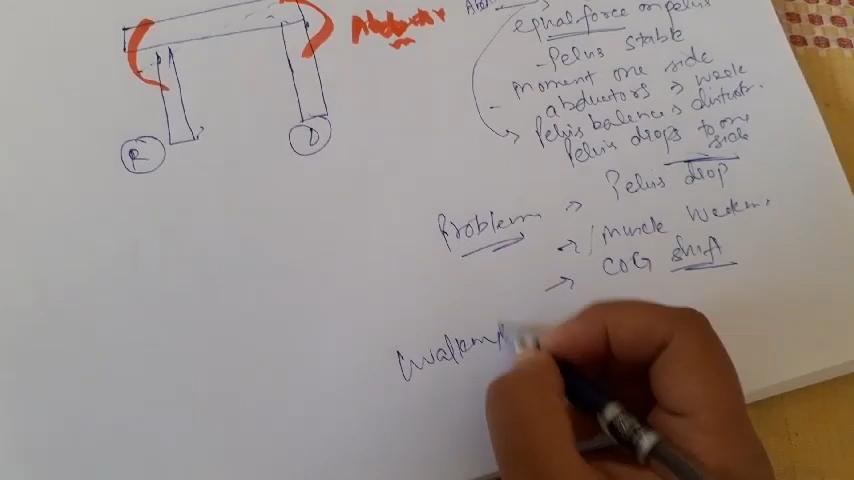 Abductor
equal force on pelvis
- Pelvis stable
- moment one side
abductors → weak
Pelvis balance → disturb.
Pelvis drops to one
side
Problem → Pelvis drop
→ muscle weakn.
→ COG shift
R
D